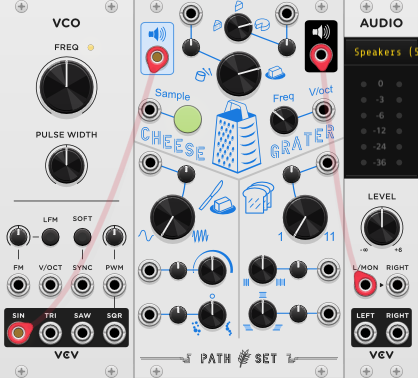 VCO
FREQ
PULSE WIDTH
LFM
SOFT
FM
V/OCT
SYNC
PWM
SIN
TRI
SAW
SQR
VCV
Sample
Freq
V/oct
CHEESE
GRATER
1
11
PATH SET
AUDIO
Speakers (S
0
-3
-6
-12
-24
-36
LEVEL
-∞
+6
L/MON
RIGHT
LEFT
RIGHT
VCV